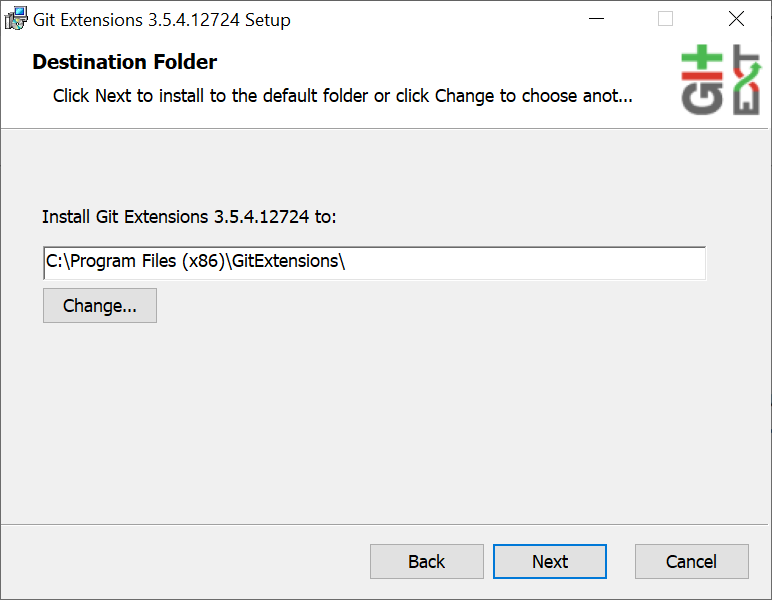 Git Extensions 3.5.4.12724 Setup
Destination Folder
Click Next to install to the default folder or click Change to choose anot...
Git
EXT
Install Git Extensions 3.5.4.12724 to:
C:\Program Files (x86)\GitExtensions\
Change...
Back
Next
Cancel